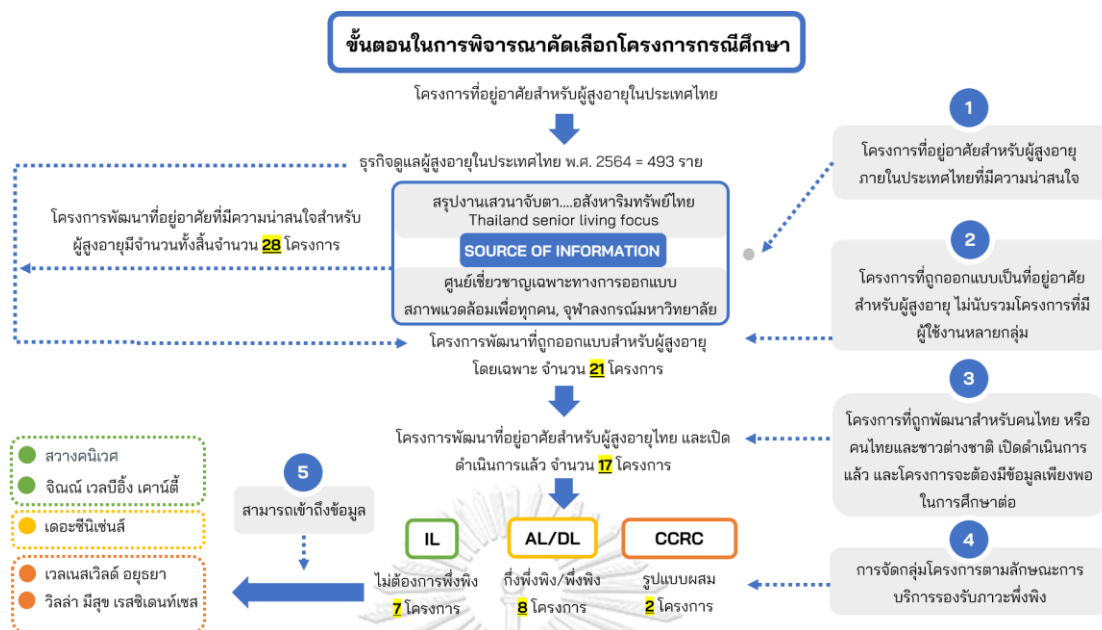 ขั้นตอนในการพิจารณาคัดเลือกโครงการกรณีศึกษา
โครงการที่อยู่อาศัยสำหรับผู้สูงอายุในประเทศไทย
ธุรกิจดูแลผู้สูงอายุในประเทศไทย พ.ศ. 2564 = 493 ราย
สรุปงานเสวนาจับตา....อสังหาริมทรัพย์ไทย
Thailand senior living focus
SOURCE OF INFORMATION
ศูนย์เชี่ยวชาญเฉพาะทางการออกแบบ
สภาพแวดล้อมเพื่อทุกคน, จุฬาลงกรณ์มหาวิทยาลัย
โครงการพัฒนาที่อยู่อาศัยที่มีความน่าสนใจสำหรับ
ผู้สูงอายุมีจำนวนทั้งสิ้นจำนวน 28 โครงการ
โครงการพัฒนาที่ถูกออกแบบสำหรับผู้สูงอายุ
โดยเฉพาะ จำนวน 21 โครงการ
โครงการพัฒนาที่อยู่อาศัยสำหรับผู้สูงอายุไทย และเปิด
ดำเนินการแล้ว จำนวน 17 โครงการ
IL
ไม่ต้องการพึ่งพิง
7 โครงการ
AL/DL
กึ่งพึ่งพิง/พึ่งพิง
8 โครงการ
CCRC
รูปแบบผสม
2 โครงการ
1
โครงการที่อยู่อาศัยสำหรับผู้สูงอายุ
ภายในประเทศไทยที่มีความน่าสนใจ
2
โครงการที่ถูกออกแบบเป็นที่อยู่อาศัย
สำหรับผู้สูงอายุ ไม่นับรวมโครงการที่มี
ผู้ใช้งานหลายกลุ่ม
3
โครงการที่ถูกพัฒนาสำหรับคนไทย หรือ
คนไทยและชาวต่างชาติ เปิดดำเนินการ
แล้ว และโครงการจะต้องมีข้อมูลเพียงพอ
ในการศึกษาต่อ
4
การจัดกลุ่มโครงการตามลักษณะการ
บริการรองรับภาวะพึ่งพิง
5
สามารถเข้าถึงข้อมูล
สวางคนิเวศ
จิณณ์ เวลบีอิ้ง เคาน์ตี้
เดอะซีนิเซ่นส์
เวลเนสเวิลด์ อยุธยา
วิลล่า มีสุข เรสซิเดนท์เซส